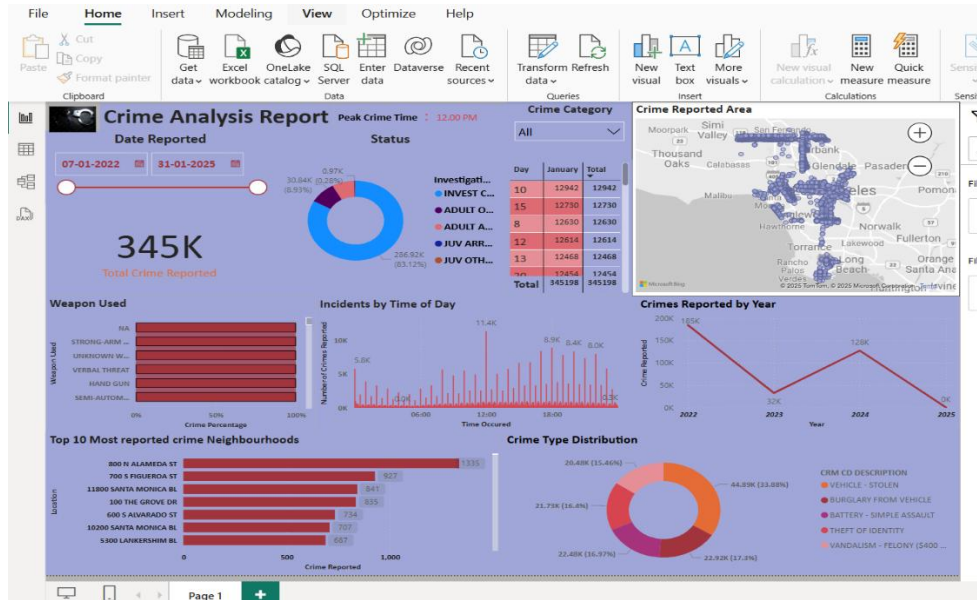 File Home Insert Modeling View Optimize Help
Paste Cut
Copy
Format painter
Get data Excel workbook OneLake catalog SQL Server Enter data Dataverse Recent sources Transform data Refresh New visual Text box More visuals New visual calculation New measure Quick measure
Clipboard Data Queries Insert Calculations
Crime Analysis Report Peak Crime Time : 12.00 PM
Date Reported
07-01-2022 31-01-2025
345K
Total Crime Reported
Status
0.97K
(0.28%)
30.84K
(8.93%)
286.92K
(83.12%)
Investigati...
INVEST C...
ADULT O...
ADULT A...
JUV ARR...
JUV OTH...
Crime Category
All
Day January Total
10 12942 12942
15 12730 12730
8 12630 12630
12 12614 12614
13 12468 12468
20 12454 12454
Total 345198 345198
Crime Reported Area
Moorpark Simi Valley San Fernando
Thousand Oaks Calabasas Glendale Pasaden
Malibu Pomon
Hawthorne Norwalk
Torrance Lakewood Fullerton
Rancho Palos Verdes Long Beach Orange
Santa Ana
Microsoft Bing © 2025 TomTom, © 2025 Microsoft Corporation
Weapon Used
Weapon Used
NA
STRONG-ARM ...
UNKNOWN W...
VERBAL THREAT
HAND GUN
SEMI-AUTOM...
0% 50% 100%
Crime Percentage
Incidents by Time of Day
Number of Crimes Reported
10K
5K
0K
5.8K 0.0K 11.4K 8.9K 8.4K 8.0K
06:00 12:00 18:00
Time Occured
Crimes Reported by Year
Crime Reported
200K
150K
100K
50K
0K
185K 32K 128K 0K
2022 2023 2024 2025
Year
Top 10 Most reported crime Neighbourhoods
Location
800 N ALAMEDA ST 1335
700 S FIGUEROA ST 927
11800 SANTA MONICA BL 841
100 THE GROVE DR 835
600 S ALVARADO ST 734
10200 SANTA MONICA BL 707
5300 LANKERSHIM BL 687
0 500 1,000
Crime Reported
Crime Type Distribution
20.48K (15.46%)
44.89K (33.88%)
21.73K (16.4%)
22.48K (16.97%)
22.92K (17.3%)
CRM CD DESCRIPTION
VEHICLE - STOLEN
BURGLARY FROM VEHICLE
BATTERY - SIMPLE ASSAULT
THEFT OF IDENTITY
VANDALISM - FELONY ($400 ...
Page 1